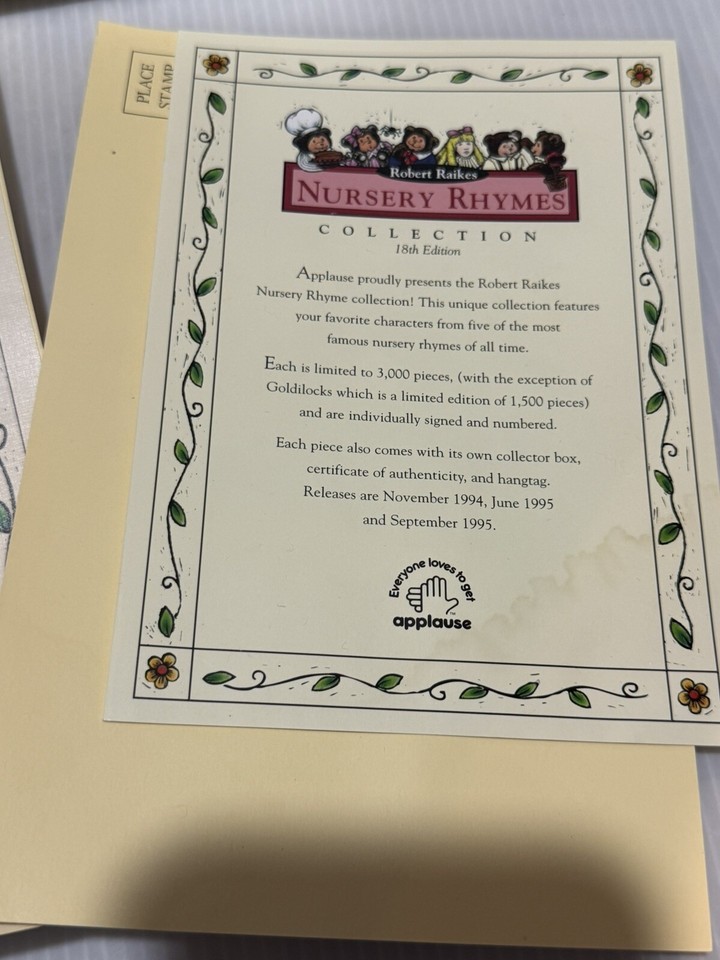 PLACE
STAMP
Robert Raikes
NURSERY RHYMES
COLLECTION
18th Edition
Applause proudly presents the Robert Raikes
Nursery Rhyme collection! This unique collection features
your favorite characters from five of the most
famous nursery rhymes of all time.
Each is limited to 3,000 pieces, (with the exception of
Goldilocks which is a limited edition of 1,500 pieces)
and are individually signed and numbered.
Each piece also comes with its own collector box,
certificate of authenticity, and hangtag.
Releases are November 1994, June 1995
and September 1995.
Everyone loves to get
applause™